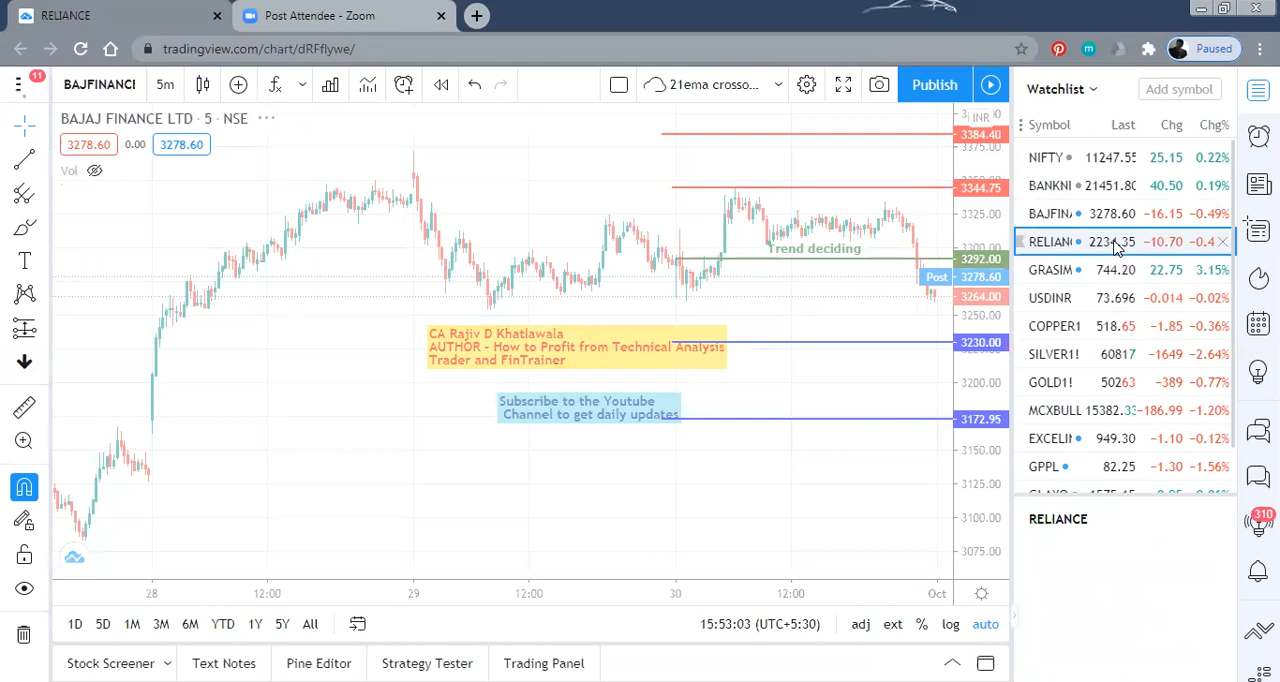 RELIANCE
Post Attendee - Zoom
tradingview.com/chart/dRFflywe/
Paused
11
BAJFINANCI
5m
21ema crosso...
Publish
Watchlist
Add symbol
BAJAJ FINANCE LTD · 5 · NSE
INR
3278.60
0.00
3278.60
Vol
Symbol Last Chg Chg%
NIFTY 11247.55 25.15 0.22%
BANKNI 21451.80 40.50 0.19%
BAJFIN 3278.60 -16.15 -0.49%
RELIANC 2234.35 -10.70 -0.4
GRASIM 744.20 22.75 3.15%
USDINR 73.696 -0.014 -0.02%
COPPER1 518.65 -1.85 -0.36%
SILVER1! 60817 -1649 -2.64%
GOLD1! 50263 -389 -0.77%
MCXBULL 15382.33 -186.99 -1.20%
EXCELIN 949.30 -1.10 -0.12%
GPPL 82.25 -1.30 -1.56%
RELIANCE
310
3384.40
3375.00
3344.75
3325.00
3300.00
3292.00
Post 3278.60
3264.00
3250.00
3230.00
3200.00
3172.95
3150.00
3125.00
3100.00
3075.00
Trend deciding
CA Rajiv D Khatlawala
AUTHOR - How to Profit from Technical Analysis
Trader and FinTrainer
Subscribe to the Youtube
Channel to get daily updates
28 12:00 29 12:00 30 12:00 Oct
1D 5D 1M 3M 6M YTD 1Y 5Y All
15:53:03 (UTC+5:30)
adj ext % log auto
Stock Screener
Text Notes
Pine Editor
Strategy Tester
Trading Panel